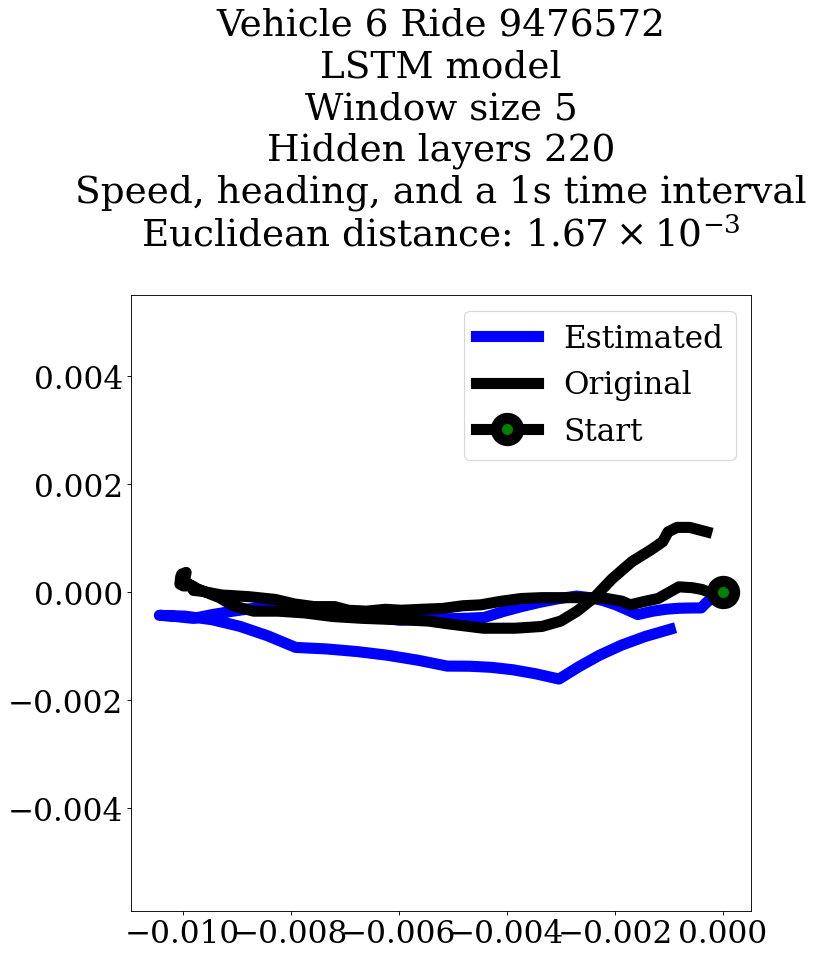 Vehicle 6 Ride 9476572
LSTM model
Window size 5
Hidden layers 220
Speed, heading, and a 1s time interval
Euclidean distance: 1.67 × 10⁻³
Estimated
Original
Start
0.004
0.002
0.000
−0.002
−0.004
−0.010 −0.008 −0.006 −0.004 −0.002 0.000